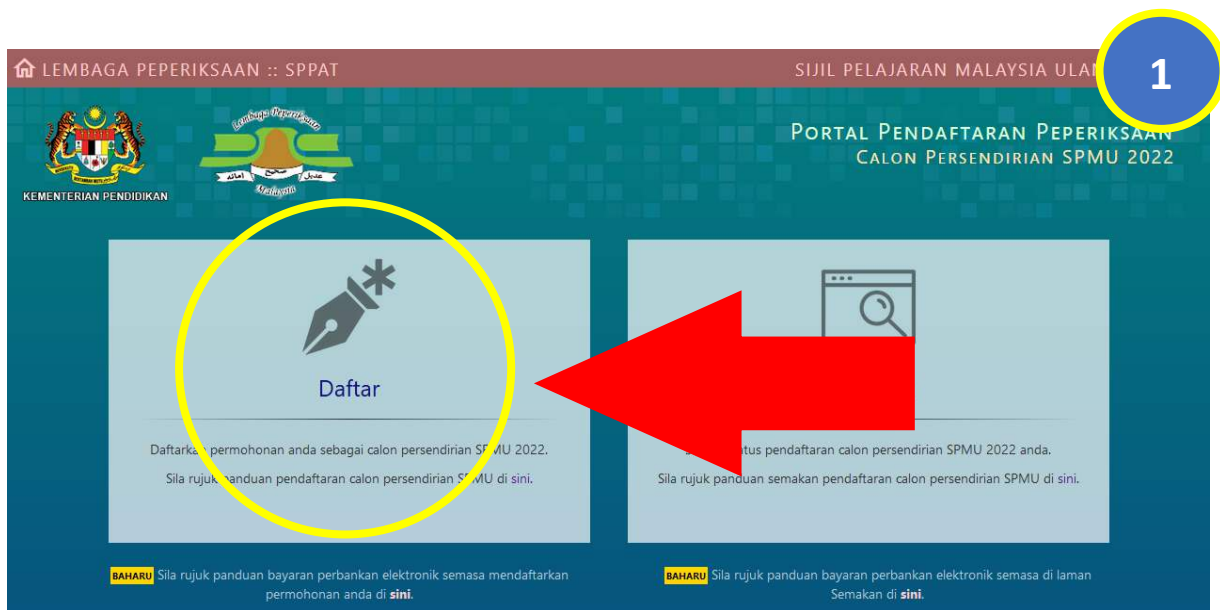 1
LEMBAGA PEPERIKSAAN :: SPPAT
SIJIL PELAJARAN MALAYSIA
PORTAL PENDAFTARAN PEPERIKSAAN
CALON PERSENDIRIAN SPMU 2022
Lembaga Peperiksaan
Malaysia
KEMENTERIAN PENDIDIKAN
Daftar
Daftarkan permohonan anda sebagai calon persendirian SPMU 2022.
Sila rujuk panduan pendaftaran calon persendirian SPMU di sini.
pendaftaran calon persendirian SPMU 2022 anda.
Sila rujuk panduan semakan pendaftaran calon persendirian SPMU di sini.
BAHARU Sila rujuk panduan bayaran perbankan elektronik semasa mendaftarkan
permohonan anda di sini.
BAHARU Sila rujuk panduan bayaran perbankan elektronik semasa di laman
Semakan di sini.